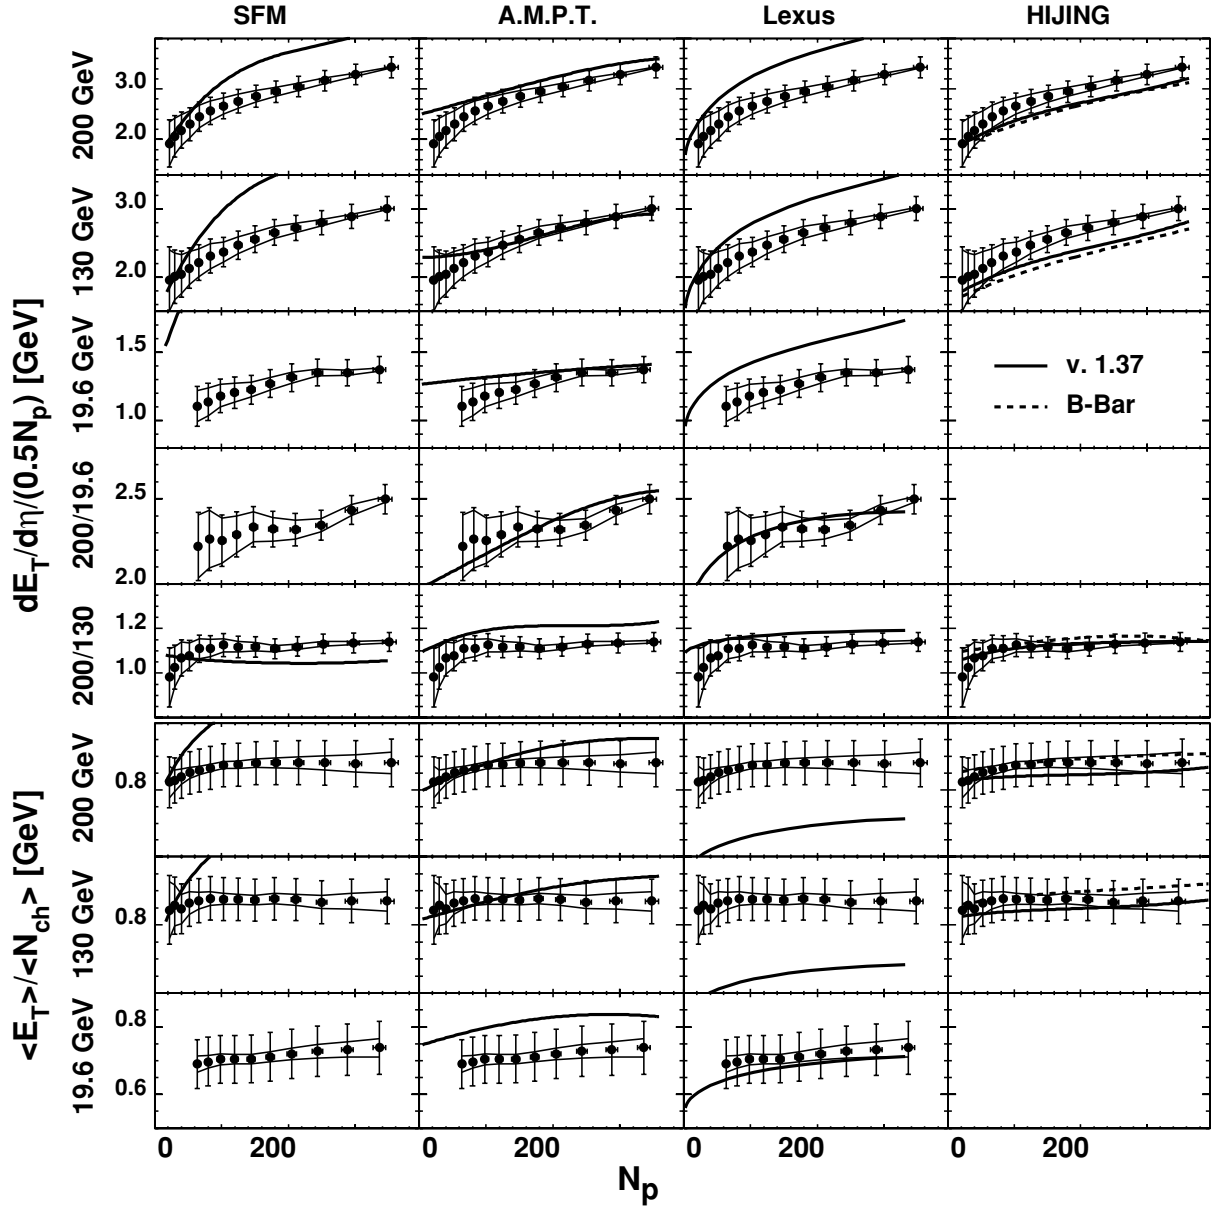 SFM A.M.P.T. Lexus HIJING
dE_T/dη/(0.5N_p) [GeV]
200 GeV
3.0
2.0
130 GeV
3.0
2.0
19.6 GeV
1.5
1.0
v. 1.37
B-Bar
200/19.6
2.5
2.0
200/130
1.2
1.0
<E_T>/<N_ch> [GeV]
200 GeV
0.8
130 GeV
0.8
19.6 GeV
0.8
0.6
0 200 0 200 0 200 0 200
N_p